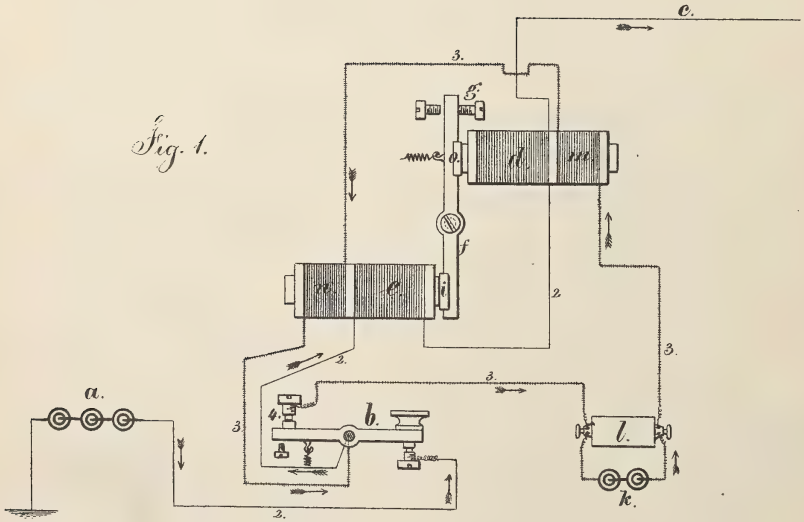 c.
3.
g.
Fig. 1.
o.
d.
m.
f
n.
e.
i.
2
2.
3.
3.
a.
4.
b.
3
l.
k.
2.